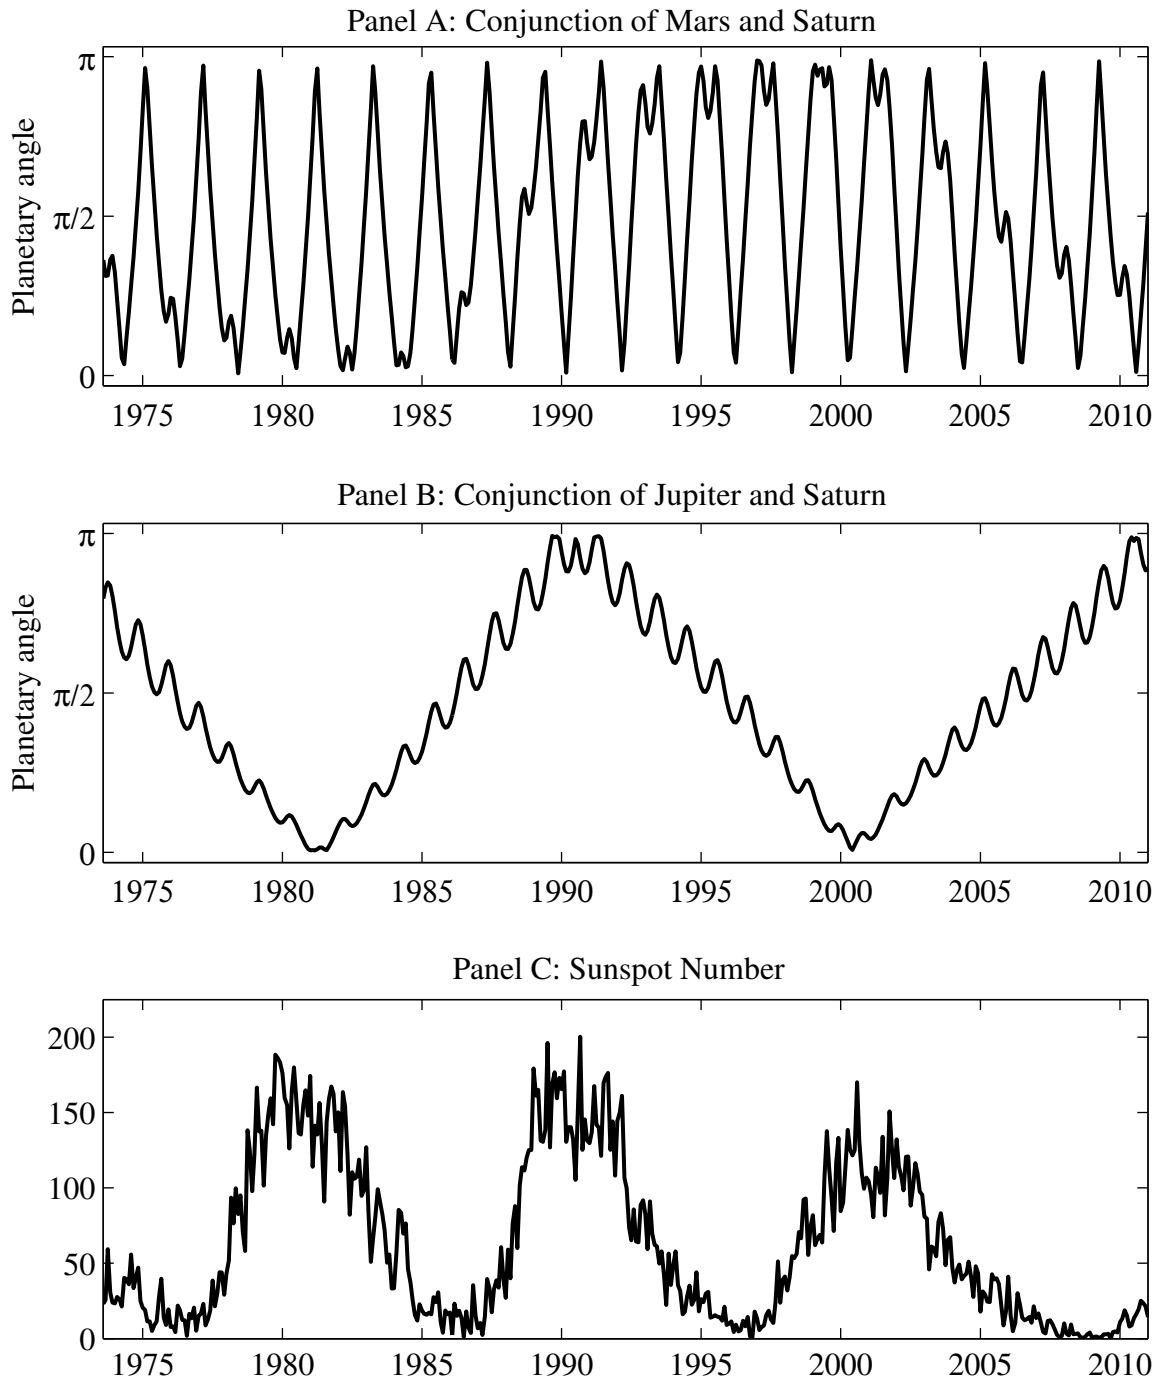 Panel A: Conjunction of Mars and Saturn
π
π/2
0
Planetary angle
1975 1980 1985 1990 1995 2000 2005 2010
Panel B: Conjunction of Jupiter and Saturn
π
π/2
0
Planetary angle
1975 1980 1985 1990 1995 2000 2005 2010
Panel C: Sunspot Number
200
150
100
50
0
1975 1980 1985 1990 1995 2000 2005 2010